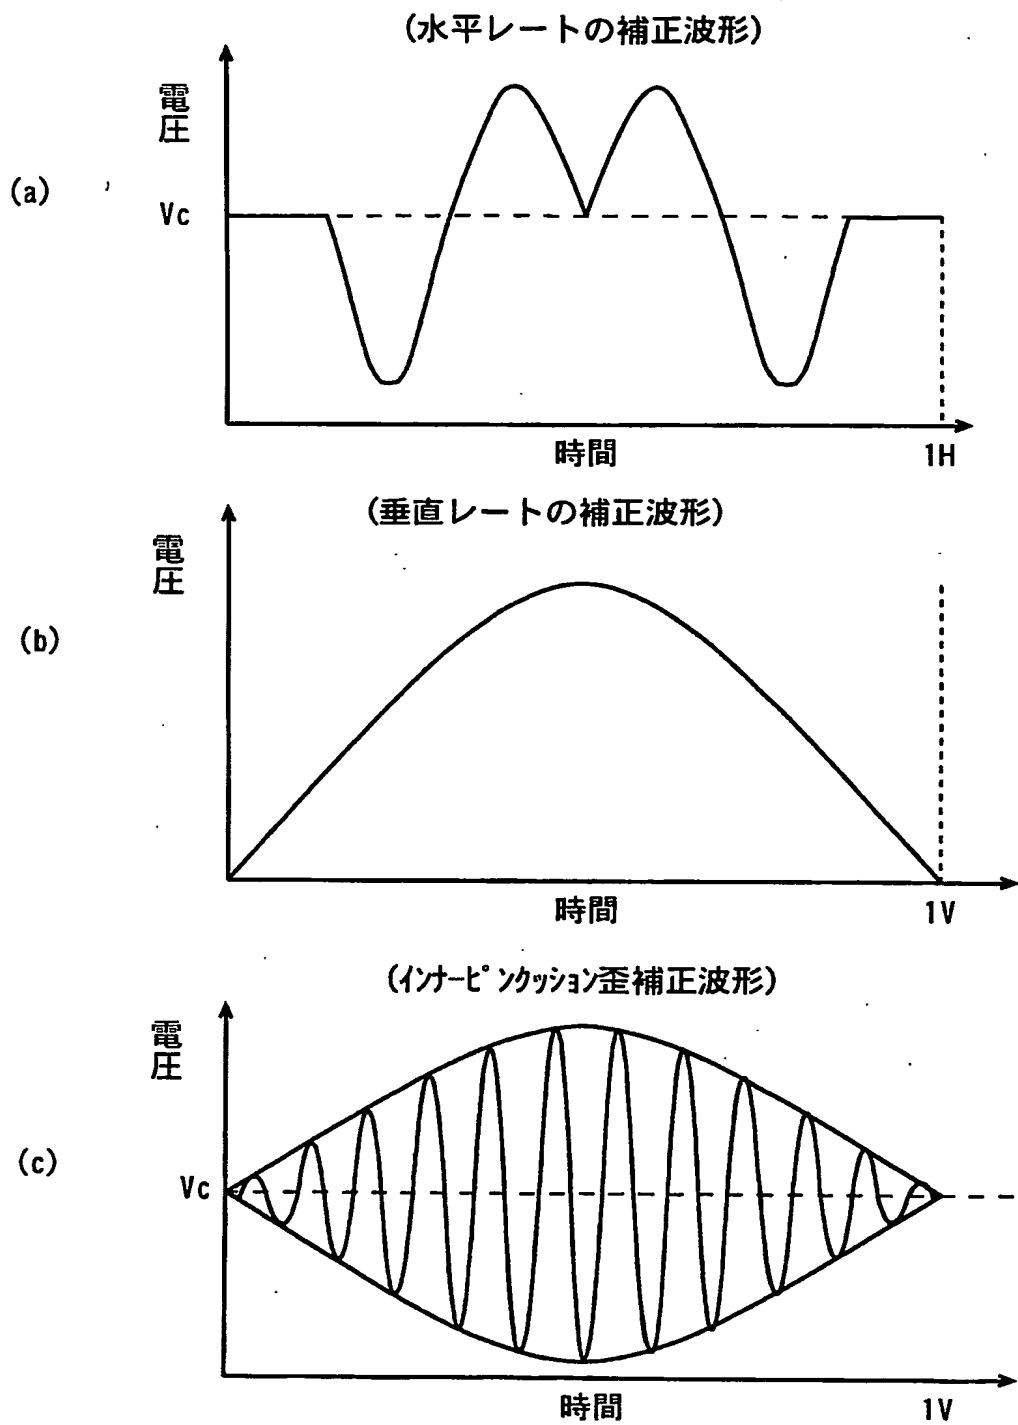 (水平レートの補正波形)
電圧
(a)
Vc
時間
1H
(垂直レートの補正波形)
電圧
(b)
時間
1V
(インナーピンクッション歪補正波形)
電圧
(c)
Vc
時間
1V